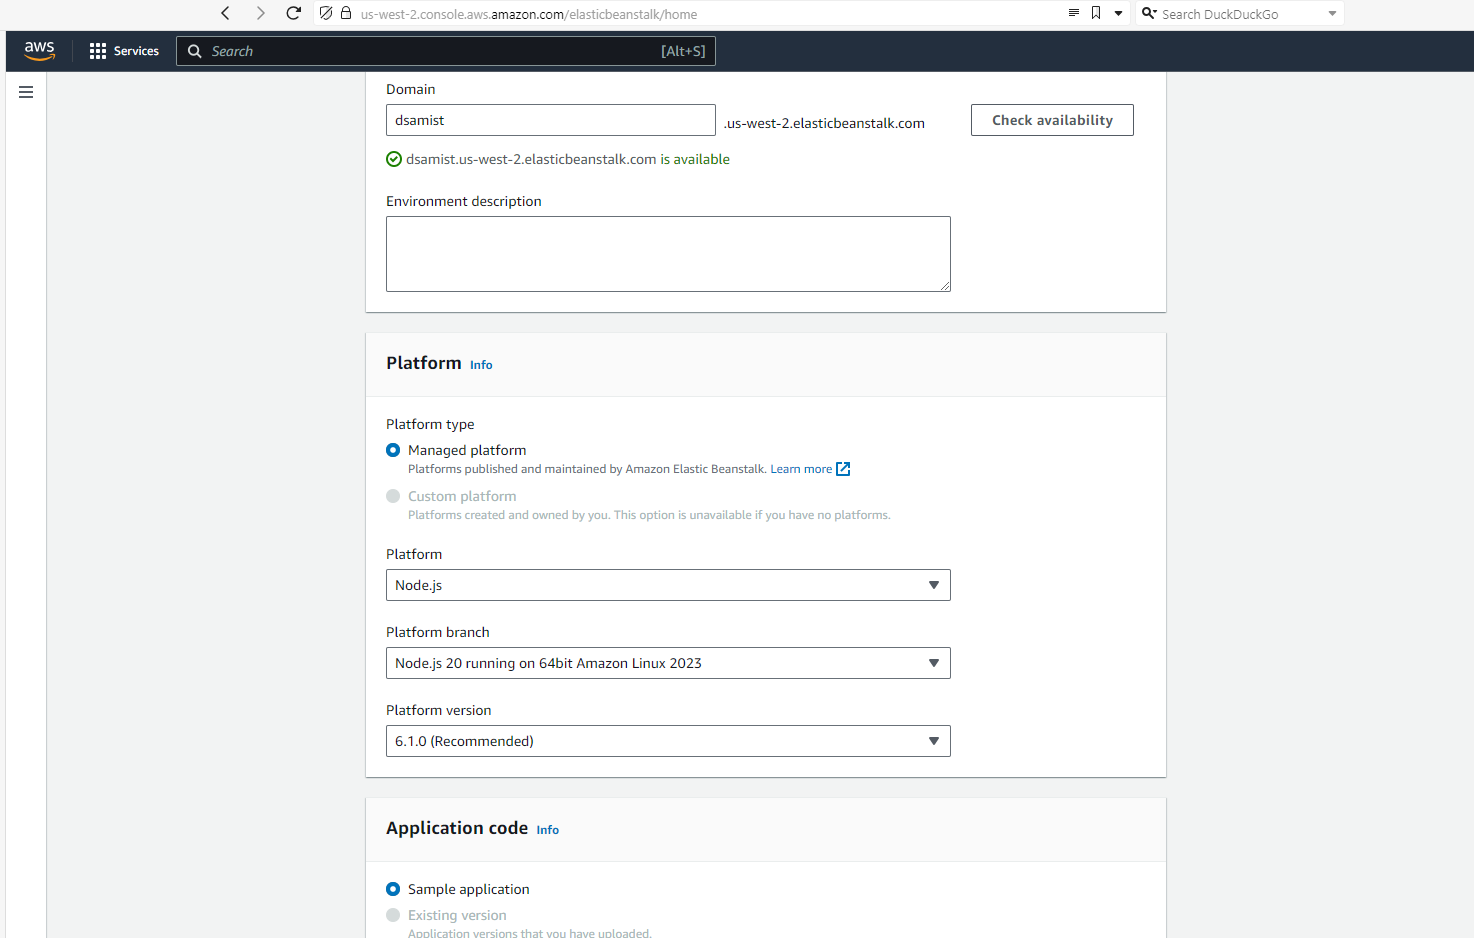 us-west-2.console.aws.amazon.com/elasticbeanstalk/home
Search DuckDuckGo
aws
Services
Search
[Alt+S]
Domain
dsamist
.us-west-2.elasticbeanstalk.com
Check availability
dsamist.us-west-2.elasticbeanstalk.com is available
Environment description
Platform Info
Platform type
Managed platform
Platforms published and maintained by Amazon Elastic Beanstalk. Learn more
Custom platform
Platforms created and owned by you. This option is unavailable if you have no platforms.
Platform
Node.js
Platform branch
Node.js 20 running on 64bit Amazon Linux 2023
Platform version
6.1.0 (Recommended)
Application code Info
Sample application
Existing version
Application versions that you have uploaded.